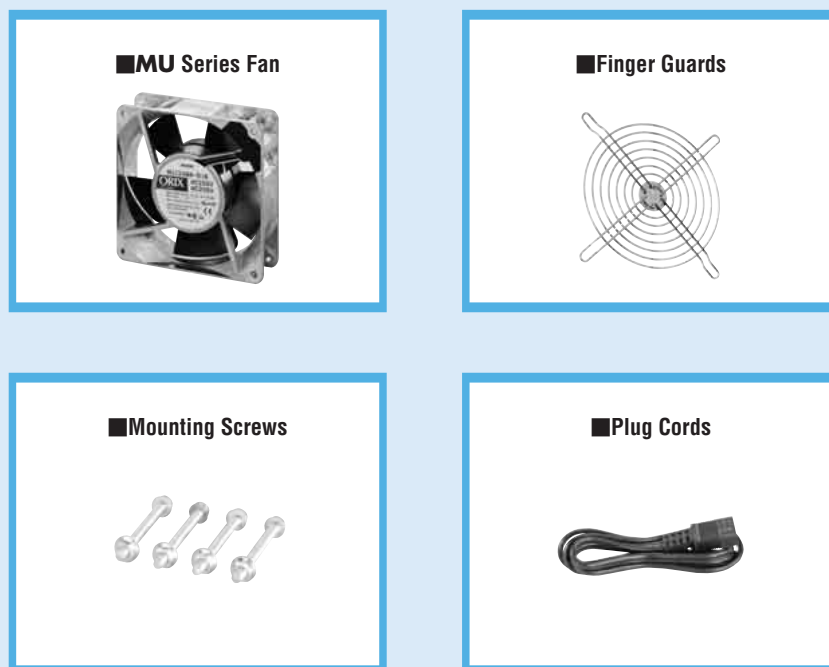 ■MU Series Fan
■Finger Guards
ORIX
■Mounting Screws
■Plug Cords